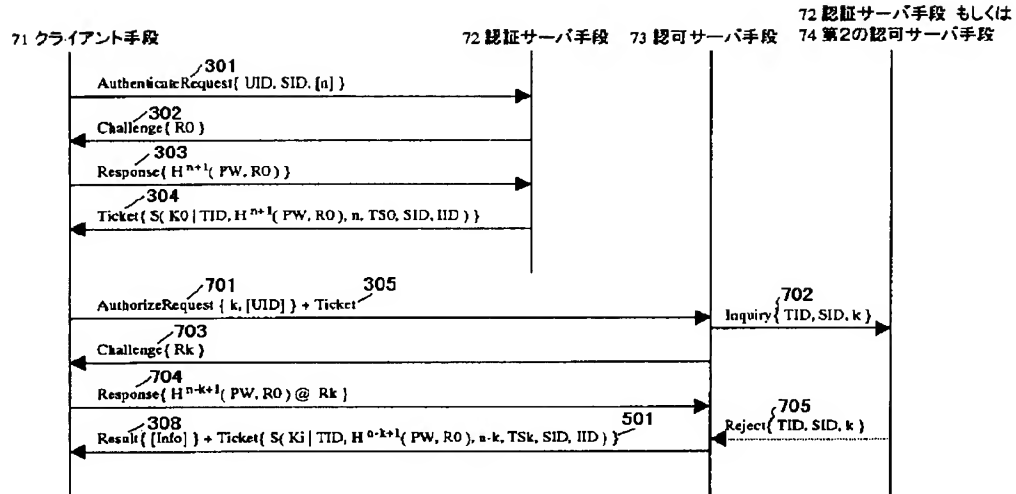 72 認証サーバ手段 もしくは
71 クライアント手段 72 認証サーバ手段 73 認可サーバ手段 74 第2の認可サーバ手段
301
AuthenticateRequest{ UID, SID, [n] }
302
Challenge{ R0 }
303
Response{ H^n+1( PW, R0 ) }
304
Ticket{ S( K0 | TID, H^n+1( PW, R0 ), n, TS0, SID, IID ) }
701 305 702
AuthorizeRequest { k, [UID] } + Ticket Inquiry{ TID, SID, k }
703
Challenge{ Rk }
704
Response{ H^n-k+1( PW, R0 ) @ Rk }
308 501 705
Result{ [Info] } + Ticket{ S( Ki | TID, H^n-k+1( PW, R0 ), n-k, TSk, SID, IID ) } Reject{ TID, SID, k }